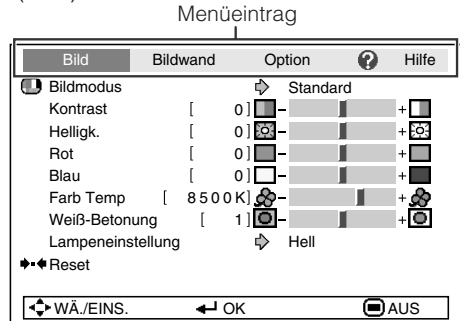 Menüeintrag
Bild Bildwand Option ? Hilfe
Bildmodus Standard
Kontrast [ 0] - +
Helligk. [ 0] - +
Rot [ 0] - +
Blau [ 0] - +
Farb Temp [ 8500K] - +
Weiß-Betonung [ 1] - +
Lampeneinstellung Hell
Reset
WÄ./EINS. OK AUS